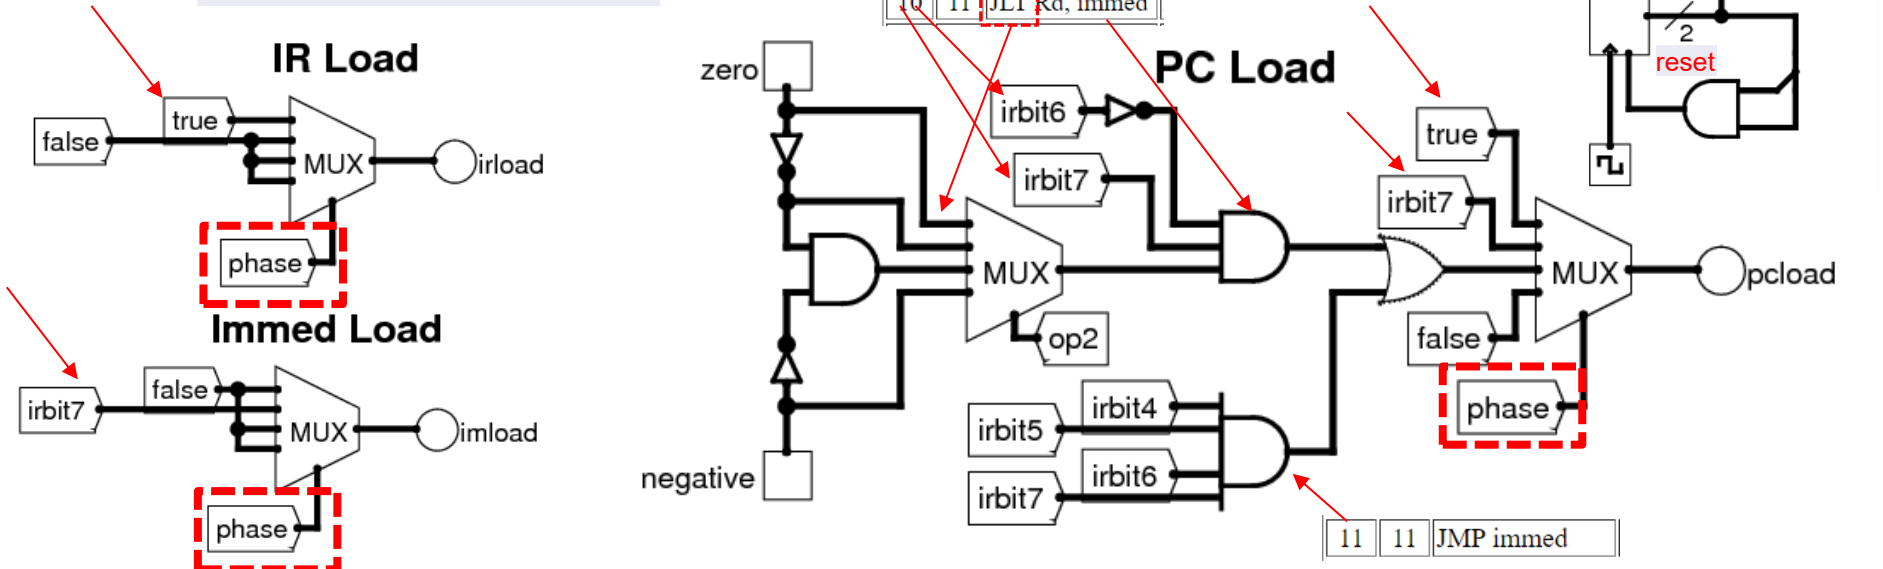 10 11 JLT Rd, immed
IR Load
true
false
MUX
irload
phase
Immed Load
false
irbit7
MUX
imload
phase
zero
PC Load
irbit6
irbit7
MUX
op2
irbit4
irbit5
irbit6
irbit7
negative
11 11 JMP immed
true
irbit7
MUX
pcload
false
phase
2
reset